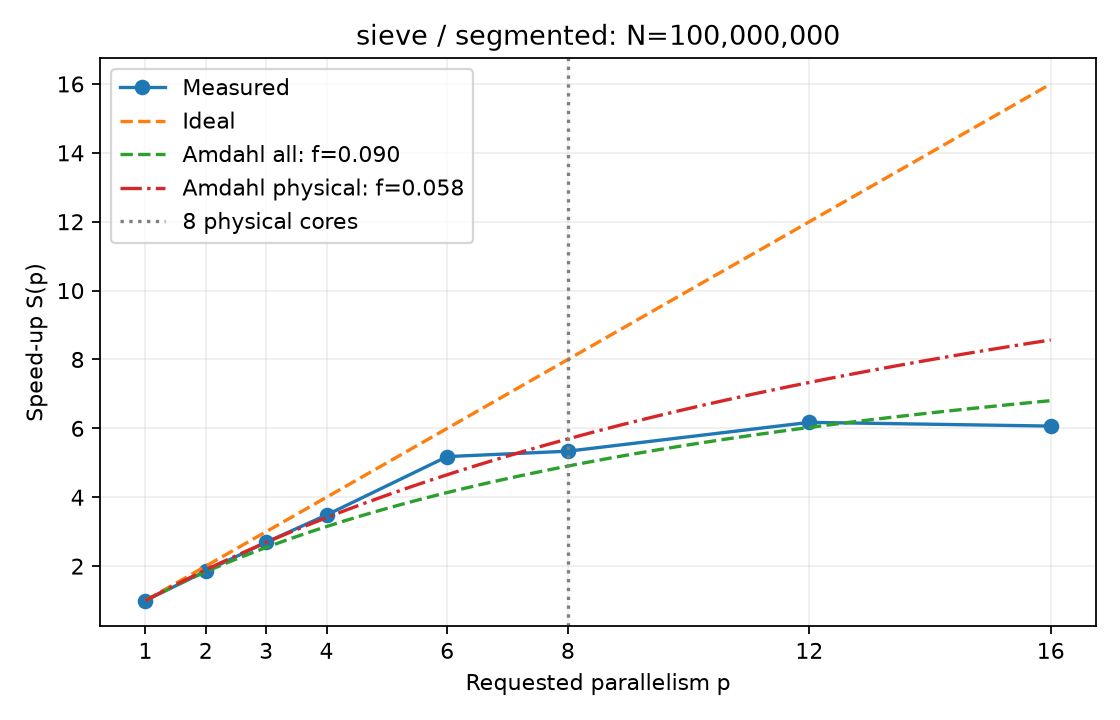 sieve / segmented: N=100,000,000
Measured
Ideal
Amdahl all: f=0.090
Amdahl physical: f=0.058
8 physical cores
Speed-up S(p)
16
14
12
10
8
6
4
2
1 2 3 4 6 8 12 16
Requested parallelism p